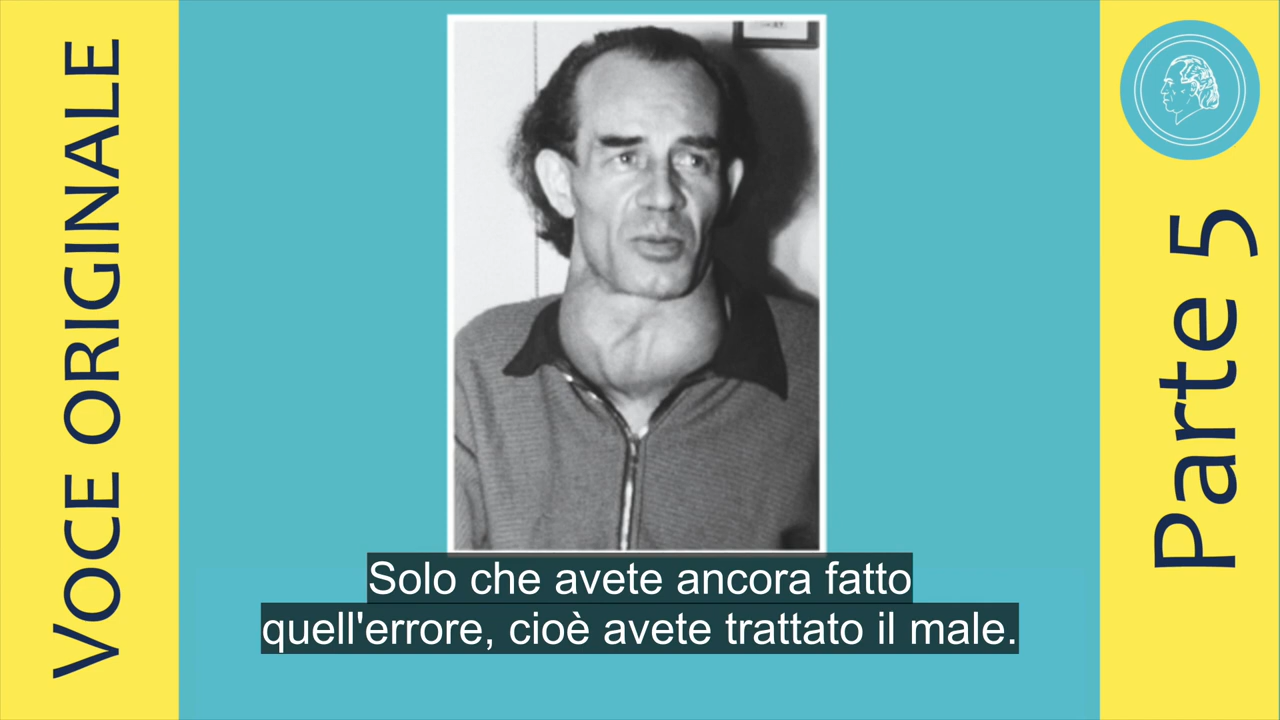 VOCE ORIGINALE
Parte 5
Solo che avete ancora fatto
quell'errore, cioè avete trattato il male.